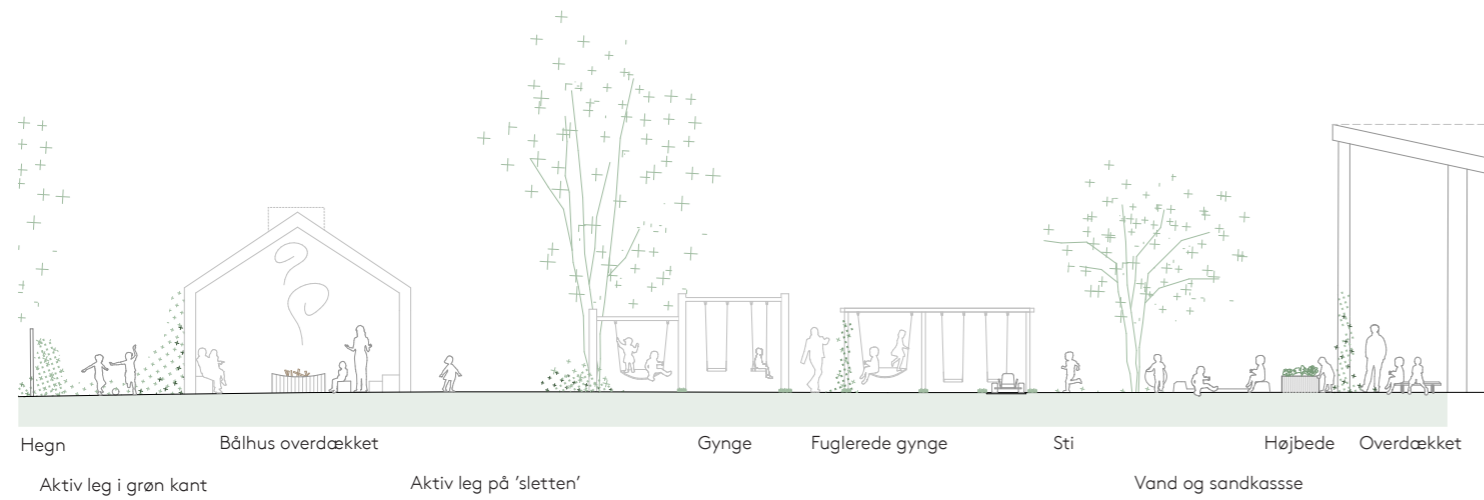 Hegn
Bålhus overdækket
Gynge
Fuglerede gynge
Sti
Højbede
Overdækket
Aktiv leg i grøn kant
Aktiv leg på 'sletten'
Vand og sandkassse